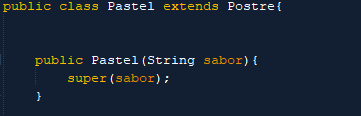 public class Pastel extends Postre{
public Pastel(String sabor){
super(sabor);
}